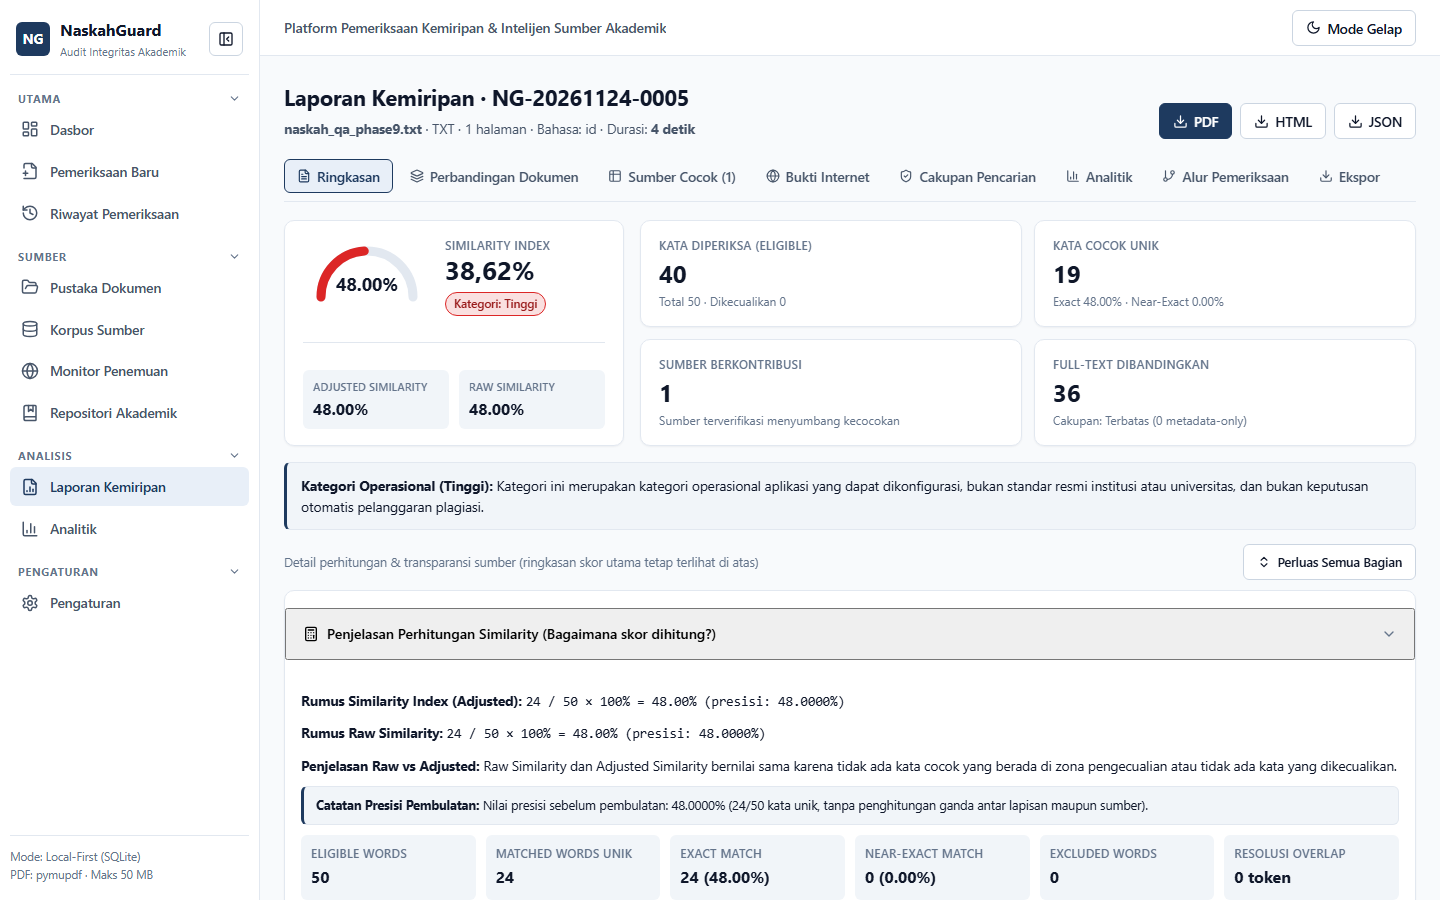 NG
NaskahGuard
Audit Integritas Akademik
UTAMA
Dasbor
Pemeriksaan Baru
Riwayat Pemeriksaan
SUMBER
Pustaka Dokumen
Korpus Sumber
Monitor Penemuan
Repositori Akademik
ANALISIS
Laporan Kemiripan
Analitik
PENGATURAN
Pengaturan
Mode: Local-First (SQLite)
PDF: pymupdf · Maks 50 MB
Platform Pemeriksaan Kemiripan & Intelijen Sumber Akademik
Mode Gelap
Laporan Kemiripan · NG-20261124-0005
naskah_qa_phase9.txt · TXT · 1 halaman · Bahasa: id · Durasi: 4 detik
PDF
HTML
JSON
Ringkasan
Perbandingan Dokumen
Sumber Cocok (1)
Bukti Internet
Cakupan Pencarian
Analitik
Alur Pemeriksaan
Ekspor
48.00%
SIMILARITY INDEX
38,62%
Kategori: Tinggi
ADJUSTED SIMILARITY
48.00%
RAW SIMILARITY
48.00%
KATA DIPERIKSA (ELIGIBLE)
40
Total 50 · Dikecualikan 0
KATA COCOK UNIK
19
Exact 48.00% · Near-Exact 0.00%
SUMBER BERKONTRIBUSI
1
Sumber terverifikasi menyumbang kecocokan
FULL-TEXT DIBANDINGKAN
36
Cakupan: Terbatas (0 metadata-only)
Kategori Operasional (Tinggi): Kategori ini merupakan kategori operasional aplikasi yang dapat dikonfigurasi, bukan standar resmi institusi atau universitas, dan bukan keputusan
otomatis pelanggaran plagiasi.
Detail perhitungan & transparansi sumber (ringkasan skor utama tetap terlihat di atas)
Perluas Semua Bagian
Penjelasan Perhitungan Similarity (Bagaimana skor dihitung?)
Rumus Similarity Index (Adjusted): 24 / 50 × 100% = 48.00% (presisi: 48.0000%)
Rumus Raw Similarity: 24 / 50 × 100% = 48.00% (presisi: 48.0000%)
Penjelasan Raw vs Adjusted: Raw Similarity dan Adjusted Similarity bernilai sama karena tidak ada kata cocok yang berada di zona pengecualian atau tidak ada kata yang dikecualikan.
Catatan Presisi Pembulatan: Nilai presisi sebelum pembulatan: 48.0000% (24/50 kata unik, tanpa penghitungan ganda antar lapisan maupun sumber).
ELIGIBLE WORDS
50
MATCHED WORDS UNIK
24
EXACT MATCH
24 (48.00%)
NEAR-EXACT MATCH
0 (0.00%)
EXCLUDED WORDS
0
RESOLUSI OVERLAP
0 token